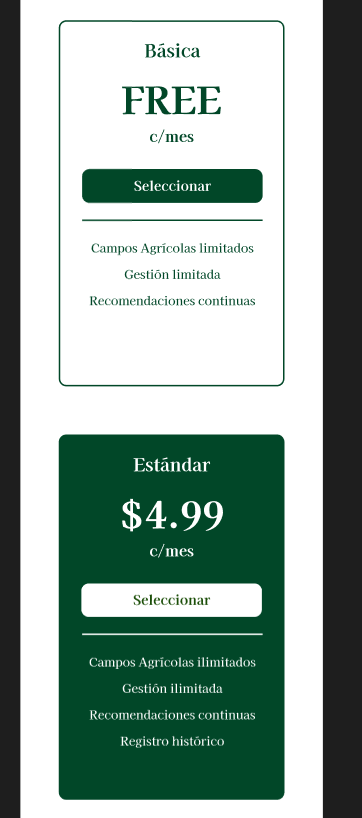 Básica
FREE
c/mes
Seleccionar
Campos Agrícolas limitados
Gestión limitada
Recomendaciones continuas
Estándar
$4.99
c/mes
Seleccionar
Campos Agrícolas ilimitados
Gestión ilimitada
Recomendaciones continuas
Registro histórico